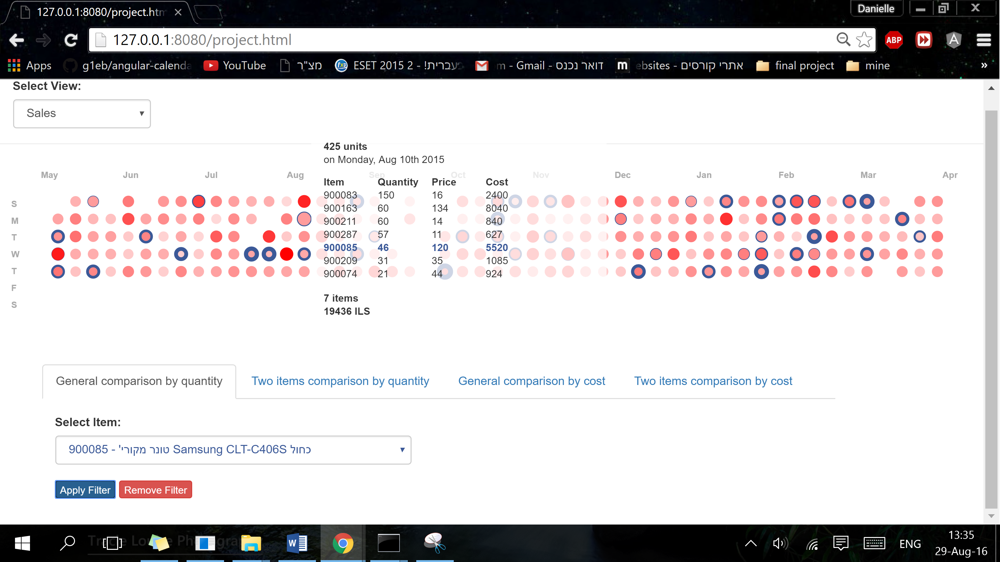 127.0.0.1:8080/project.htm
Danielle
127.0.0.1:8080/project.html
ABP
Apps
g1eb/angular-calenda
YouTube
מצ"ר
ESET 2015 2 - !בעברית
m - Gmail - דואר נכנס
ebsites - אתרי קורסים
final project
mine
»
Select View:
Sales
425 units
on Monday, Aug 10th 2015
May Jun Jul Aug Sep Oct Nov Dec Jan Feb Mar Apr
Item Quantity Price Cost
900083 150 16 2400
S
900163 60 134 8040
900211 60 14 840
M
900287 57 11 627
T
900085 46 120 5520
W
900209 31 35 1085
T
900074 21 44 924
F
7 items
S
19436 ILS
General comparison by quantity
Two items comparison by quantity
General comparison by cost
Two items comparison by cost
Select Item:
900085 - טונר מקורי' Samsung CLT-C406S כחול
Apply Filter
Remove Filter
ENG
13:35
29-Aug-16